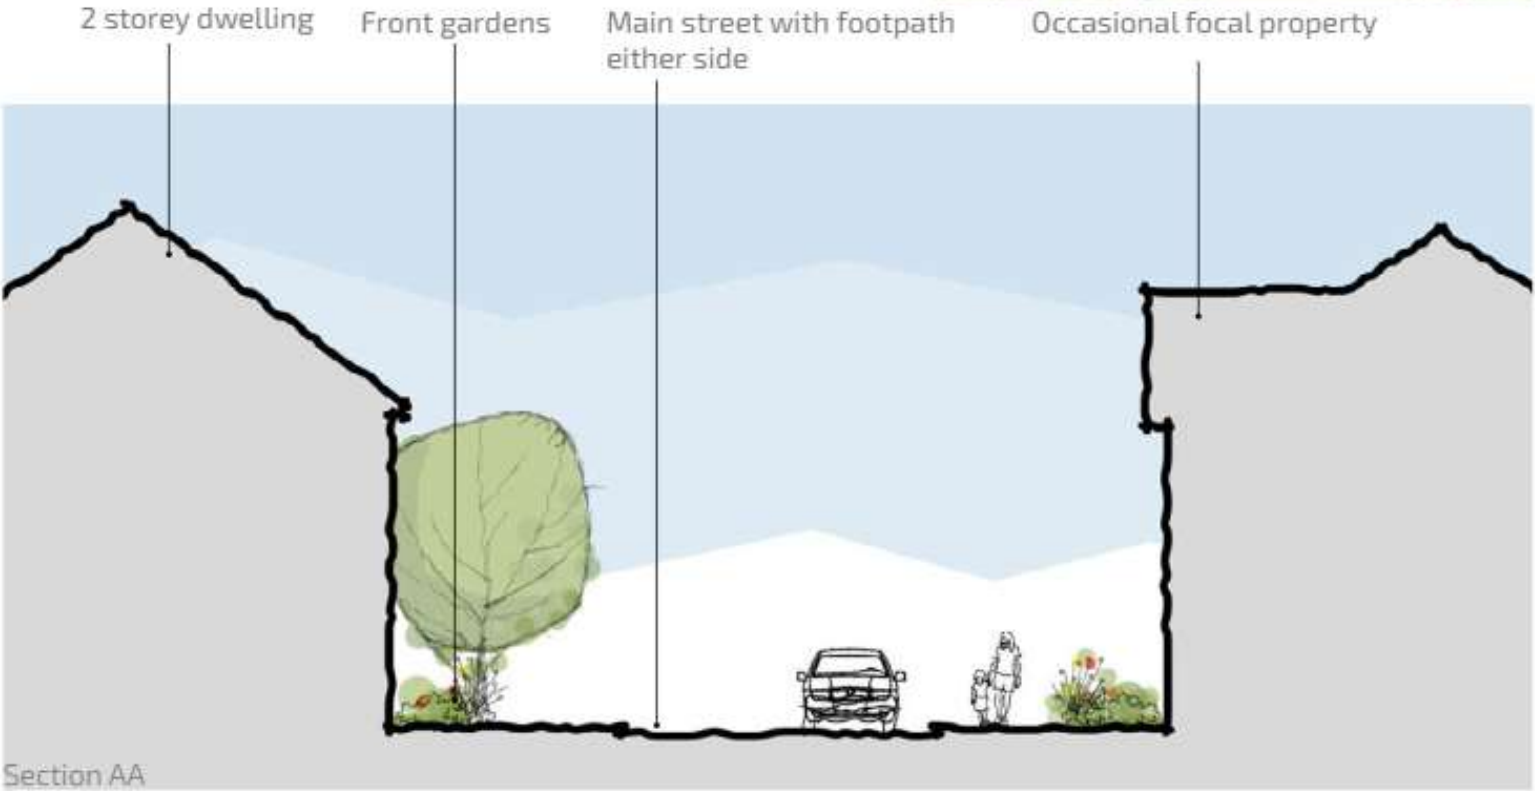 2 storey dwelling
Front gardens
Main street with footpath
either side
Occasional focal property
Section AA